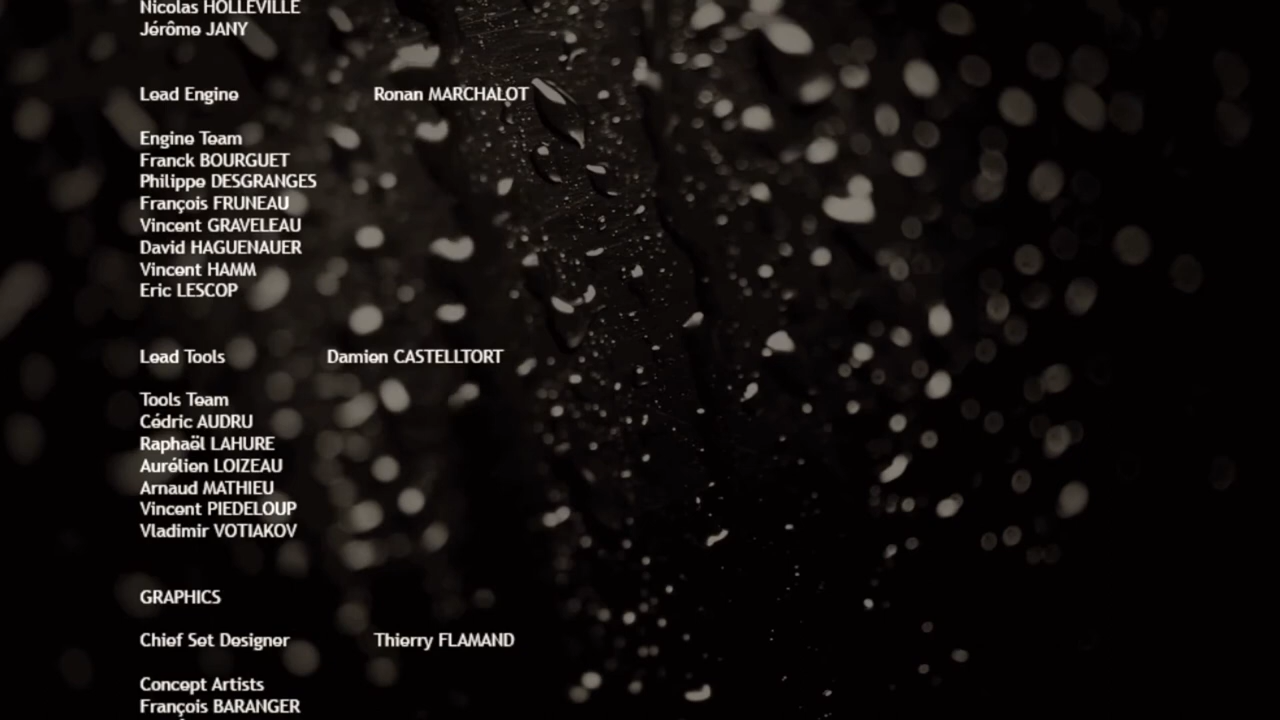 Nicolas HOLLEVILLE
Jérôme JANY
Lead Engine Ronan MARCHALOT
Engine Team
Franck BOURGUET
Philippe DESGRANGES
François FRUNEAU
Vincent GRAVELEAU
David HAGUENAUER
Vincent HAMM
Eric LESCOP
Lead Tools Damien CASTELLTORT
Tools Team
Cédric AUDRU
Raphaël LAHURE
Aurélien LOIZEAU
Arnaud MATHIEU
Vincent PIEDELOUP
Vladimir VOTIAKOV
GRAPHICS
Chief Set Designer Thierry FLAMAND
Concept Artists
François BARANGER